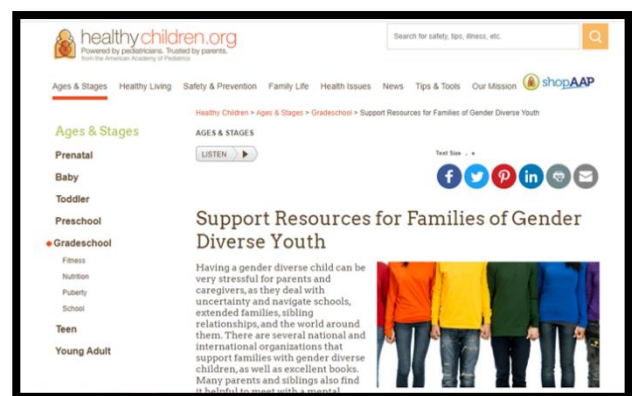 healthychildren.org
Powered by pediatricians. Trusted by parents.
from the American Academy of Pediatrics
Search for safety, tips, illness, etc.
Ages & Stages Healthy Living Safety & Prevention Family Life Health Issues News Tips & Tools Our Mission shopAAP
Healthy Children > Ages & Stages > Gradeschool > Support Resources for Families of Gender Diverse Youth
Ages & Stages
AGES & STAGES
Prenatal
LISTEN
Text Size
Baby
Toddler
Preschool
Gradeschool
Fitness
Nutrition
Puberty
School
Teen
Young Adult
Support Resources for Families of Gender
Diverse Youth
Having a gender diverse child can be
very stressful for parents and
caregivers, as they deal with
uncertainty and navigate schools,
extended families, sibling
relationships, and the world around
them. There are several national and
international organizations that
support families with gender diverse
children, as well as excellent books.
Many parents and siblings also find
it helpful to meet with a mental